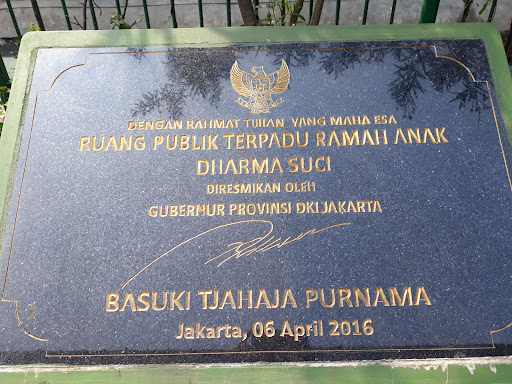 DENGAN RAHMAT TUHAN YANG MAHA ESA
RUANG PUBLIK TERPADU RAMAH ANAK
DHARMA SUCI
DIRESMIKAN OLEH
GUBERNUR PROVINSI DKI JAKARTA
BASUKI TJAHAJA PURNAMA
Jakarta, 06 April 2016